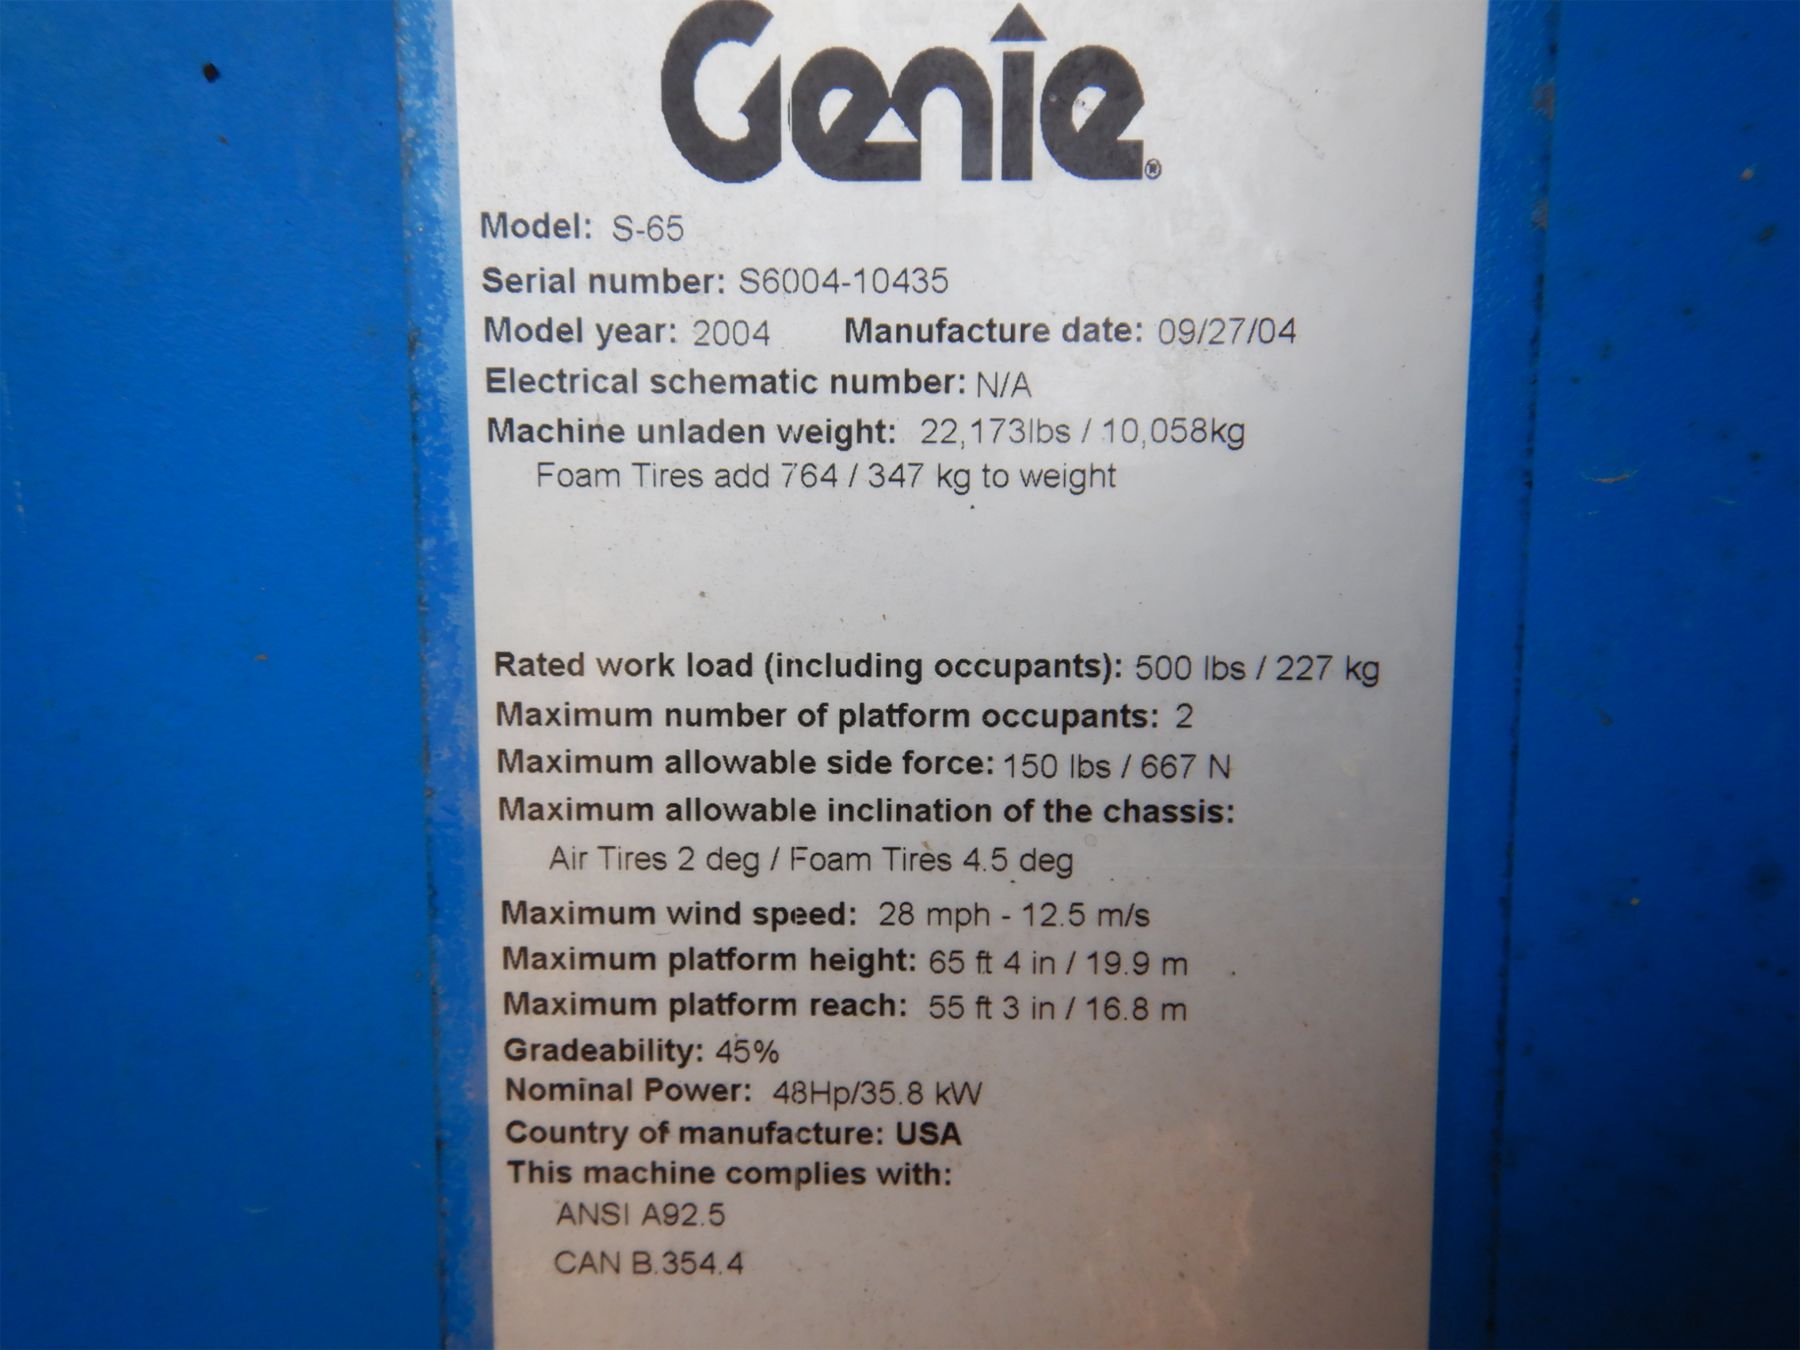 Genie®
Model: S-65
Serial number: S6004-10435
Model year: 2004 Manufacture date: 09/27/04
Electrical schematic number: N/A
Machine unladen weight: 22,173lbs / 10,058kg
Foam Tires add 764 / 347 kg to weight
Rated work load (including occupants): 500 lbs / 227 kg
Maximum number of platform occupants: 2
Maximum allowable side force: 150 lbs / 667 N
Maximum allowable inclination of the chassis:
Air Tires 2 deg / Foam Tires 4.5 deg
Maximum wind speed: 28 mph - 12.5 m/s
Maximum platform height: 65 ft 4 in / 19.9 m
Maximum platform reach: 55 ft 3 in / 16.8 m
Gradeability: 45%
Nominal Power: 48Hp/35.8 kW
Country of manufacture: USA
This machine complies with:
ANSI A92.5
CAN B.354.4